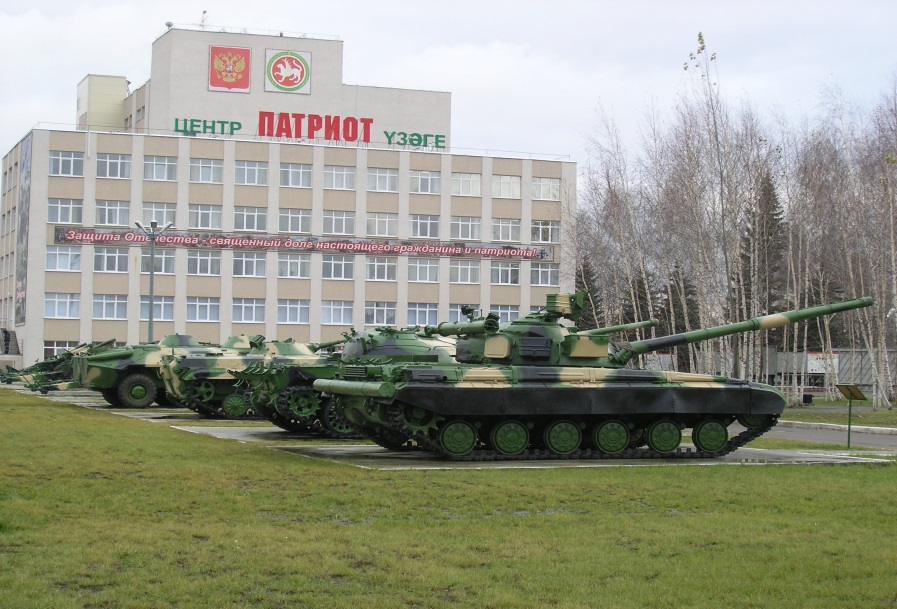 ЦЕНТР ПАТРИОТ ҮЗӘГЕ
Защита Отечества - священный долг настоящего гражданина и патриота!